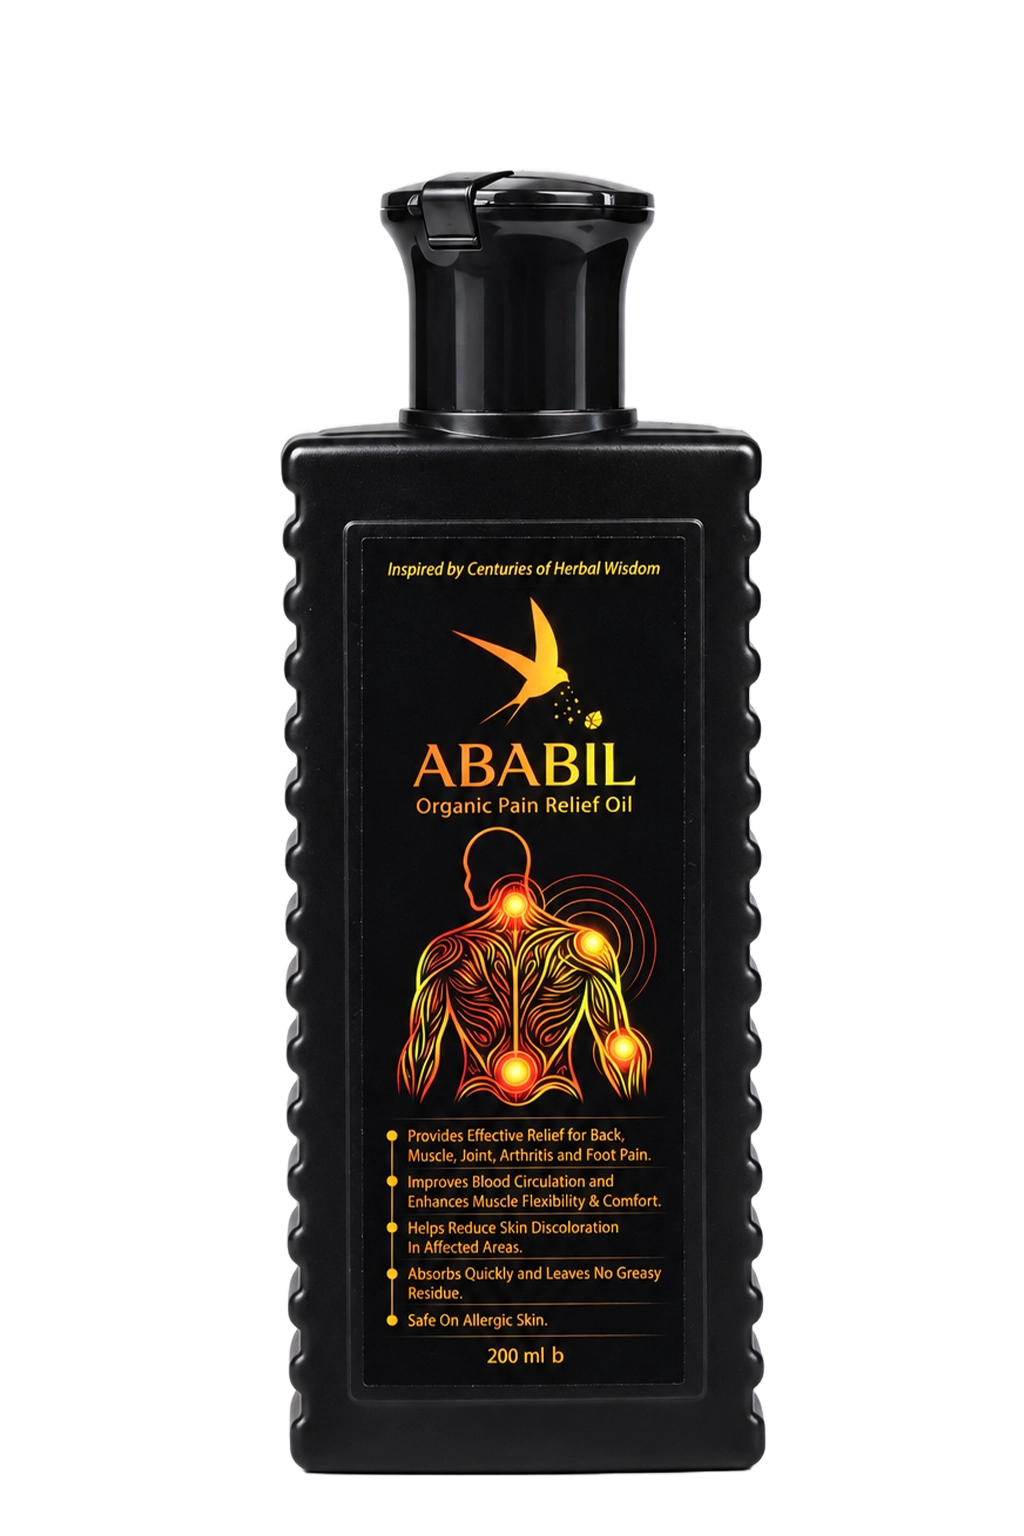 Inspired by Centuries of Herbal Wisdom
ABABIL
Organic Pain Relief Oil
Provides Effective Relief for Back,
Muscle, Joint, Arthritis and Foot Pain.
Improves Blood Circulation and
Enhances Muscle Flexibility & Comfort.
Helps Reduce Skin Discoloration
In Affected Areas.
Absorbs Quickly and Leaves No Greasy
Residue.
Safe On Allergic Skin.
200 ml b